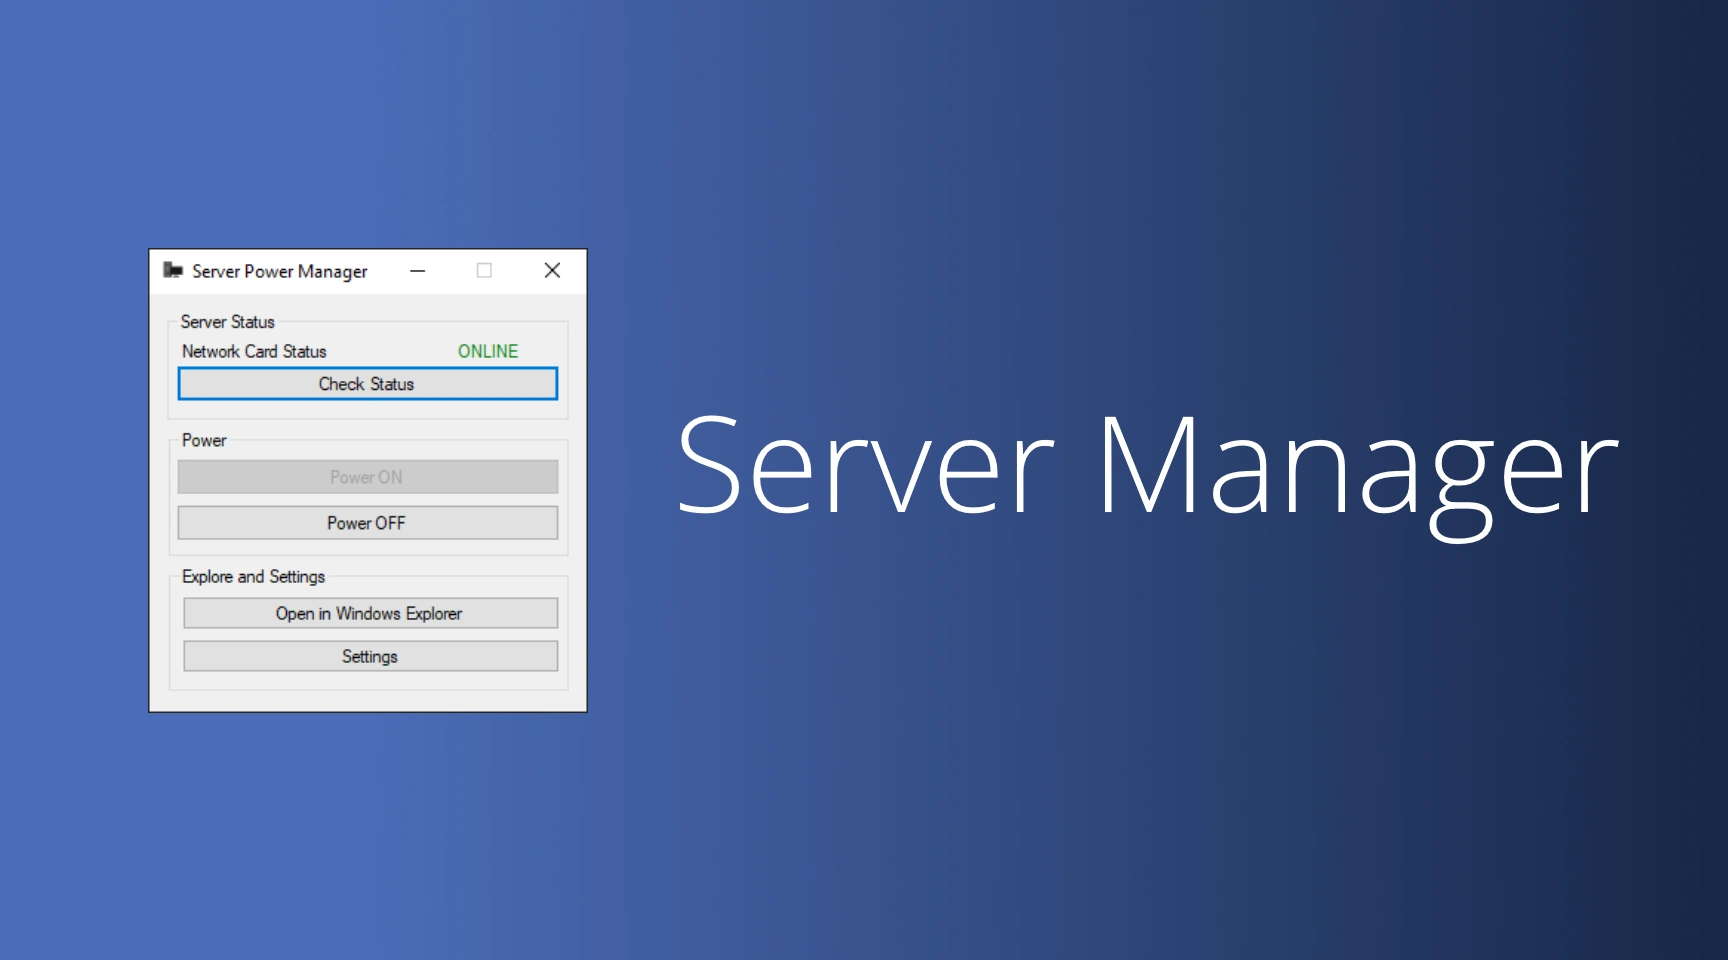 Server Power Manager
Server Status
Network Card Status ONLINE
Check Status
Power
Power ON
Power OFF
Explore and Settings
Open in Windows Explorer
Settings
Server Manager